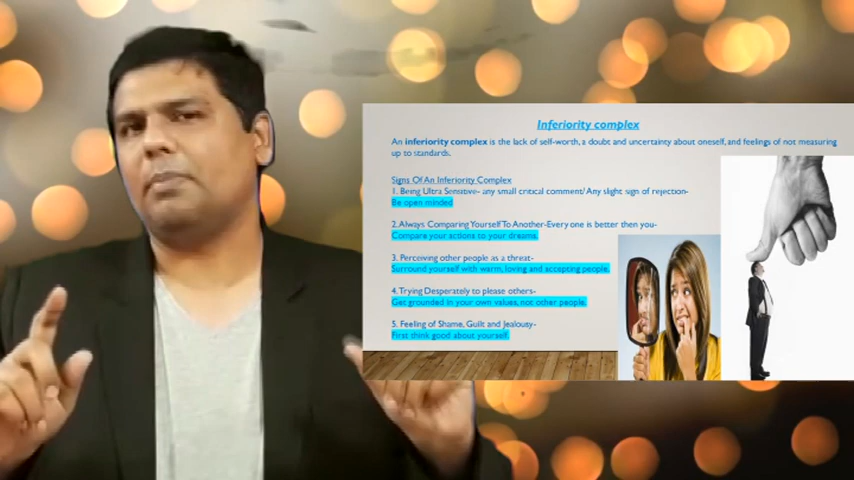 Inferiority complex
An inferiority complex is the lack of self-worth, a doubt and uncertainty about oneself, and feelings of not measuring
up to standards.
Signs Of An Inferiority Complex
1. Being Ultra Sensitive- any small critical comment/ Any slight sign of rejection-
Be open minded
2. Always Comparing Yourself To Another-Every one is better then you-
Compare your actions to your dreams.
3. Perceiving other people as a threat-
Surround yourself with warm, loving and accepting people.
4. Trying Desperately to please others-
Get grounded in your own values, not other people.
5. Feeling of Shame, Guilt and Jealousy-
First think good about yourself.